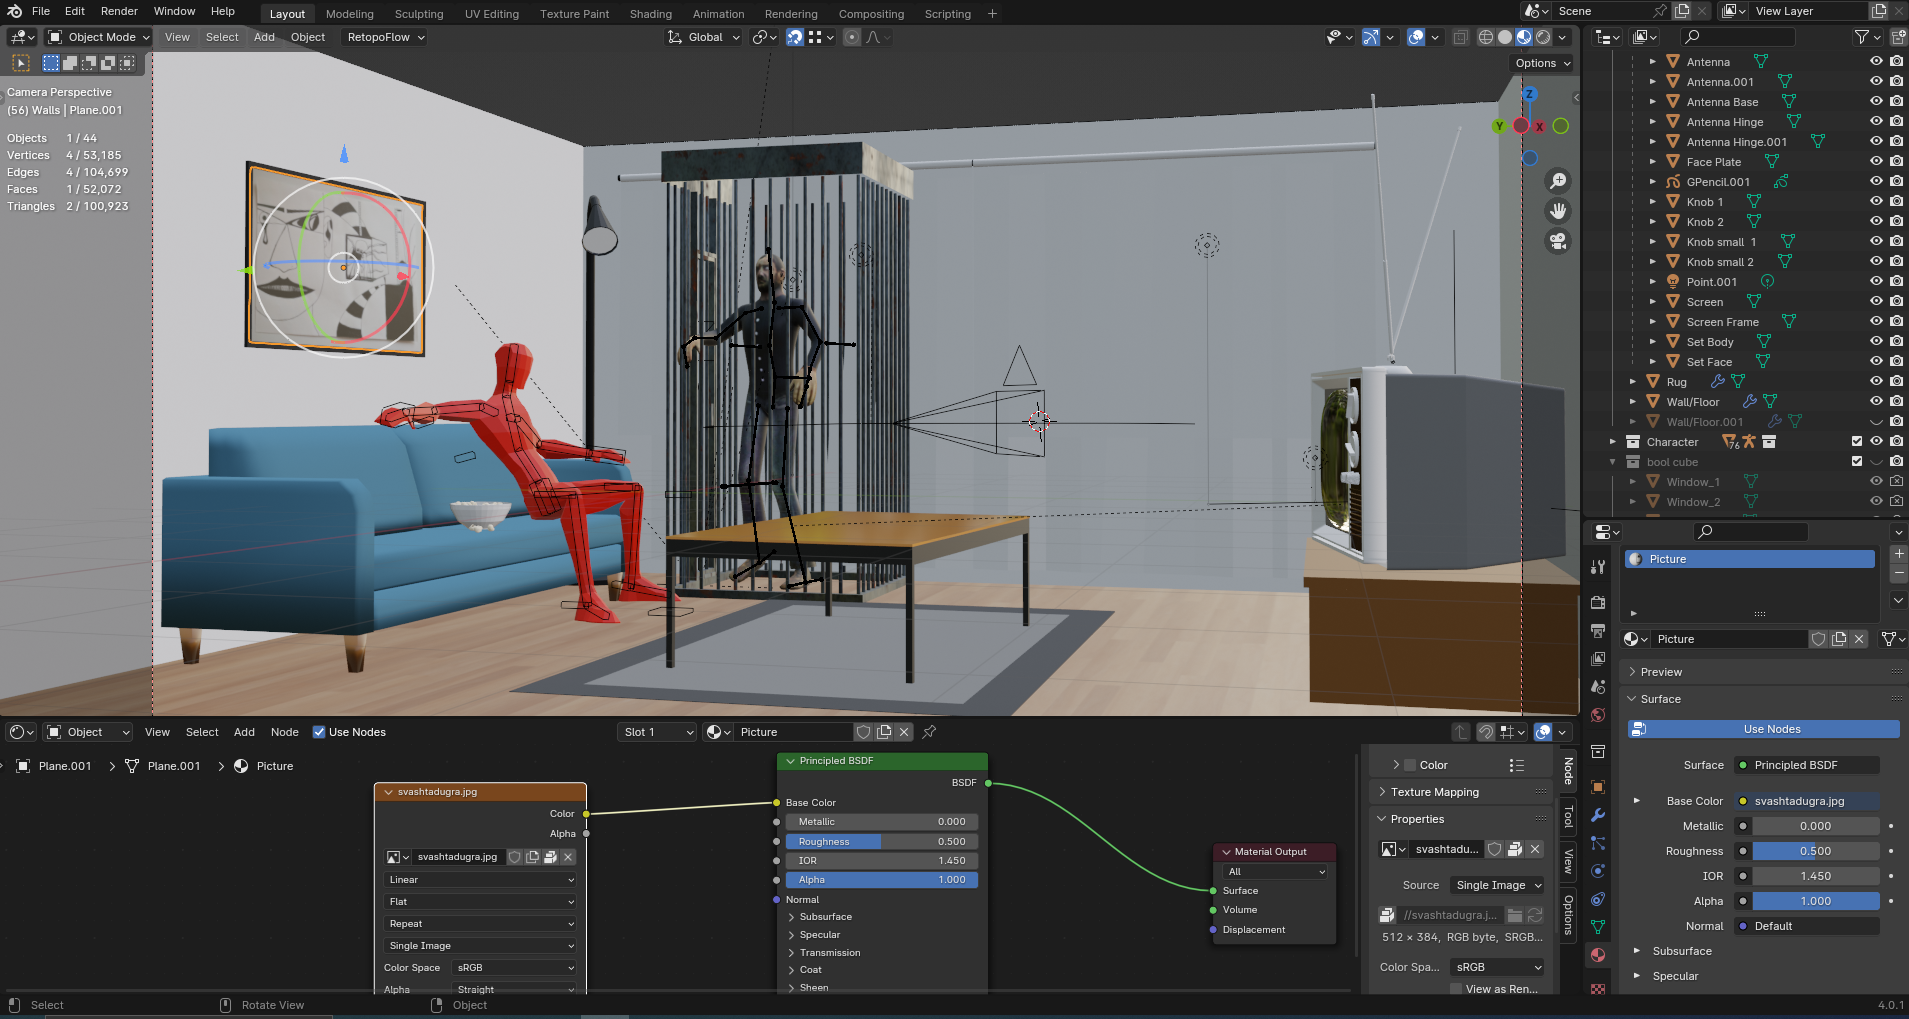 File Edit Render Window Help Layout Modeling Sculpting UV Editing Texture Paint Shading Animation Rendering Compositing Scripting + Scene View Layer
Object Mode View Select Add Object RetopoFlow Global
Options
Camera Perspective
(56) Walls | Plane.001
Objects 1 / 44
Vertices 4 / 53,185
Edges 4 / 104,699
Faces 1 / 52,072
Triangles 2 / 100,923
Z
Y X
Antenna
Antenna.001
Antenna Base
Antenna Hinge
Antenna Hinge.001
Face Plate
GPencil.001
Knob 1
Knob 2
Knob small 1
Knob small 2
Point.001
Screen
Screen Frame
Set Body
Set Face
Rug
Wall/Floor
Wall/Floor.001
Character 76
bool cube
Window_1
Window_2
Picture
Picture
Preview
Surface
Use Nodes
Surface Principled BSDF
Base Color svashtadugra.jpg
Metallic 0.000
Roughness 0.500
IOR 1.450
Alpha 1.000
Normal Default
Subsurface
Specular
Object View Select Add Node Use Nodes Slot 1 Picture
Plane.001 > Plane.001 > Picture
svashtadugra.jpg
Color
Alpha
svashtadugra.jpg
Linear
Flat
Repeat
Single Image
Color Space sRGB
Alpha Straight
Principled BSDF
BSDF
Base Color
Metallic 0.000
Roughness 0.500
IOR 1.450
Alpha 1.000
Normal
Subsurface
Specular
Transmission
Coat
Sheen
Material Output
All
Surface
Volume
Displacement
Color
Texture Mapping
Properties
svashtadu...
Source Single Image
//svashtadugra.j...
512 × 384, RGB byte, SRGB...
Color Spa... sRGB
View as Ren...
Node
Tool
View
Options
Select Rotate View Object 4.0.1